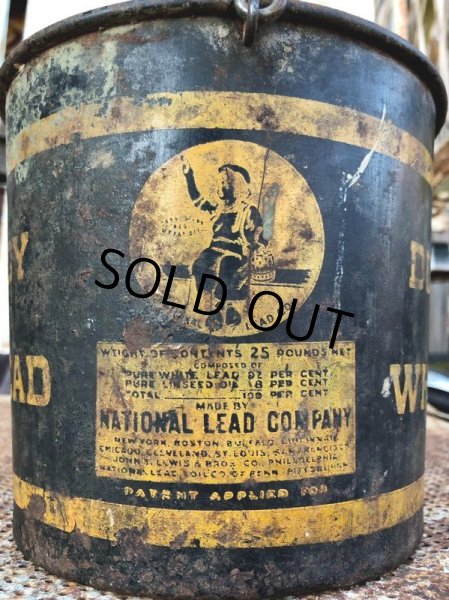 SOLD OUT
LEAD
AD
W
WEIGHT OF CONTENTS 25 POUNDS NET
COMPOSED OF
PURE WHITE LEAD 82 PER CENT
PURE LINSEED OIL 18 PER CENT
TOTAL 100 PER CENT
MADE BY
NATIONAL LEAD COMPANY
NEW YORK, BOSTON, BUFFALO, CINCINNATI
CHICAGO, CLEVELAND, ST. LOUIS, SAN FRANCISCO
JOHN T. LEWIS & BROS. CO. PHILADELPHIA
NATIONAL LEAD & OIL CO. OF PENN. PITTSBURGH
PATENT APPLIED FOR